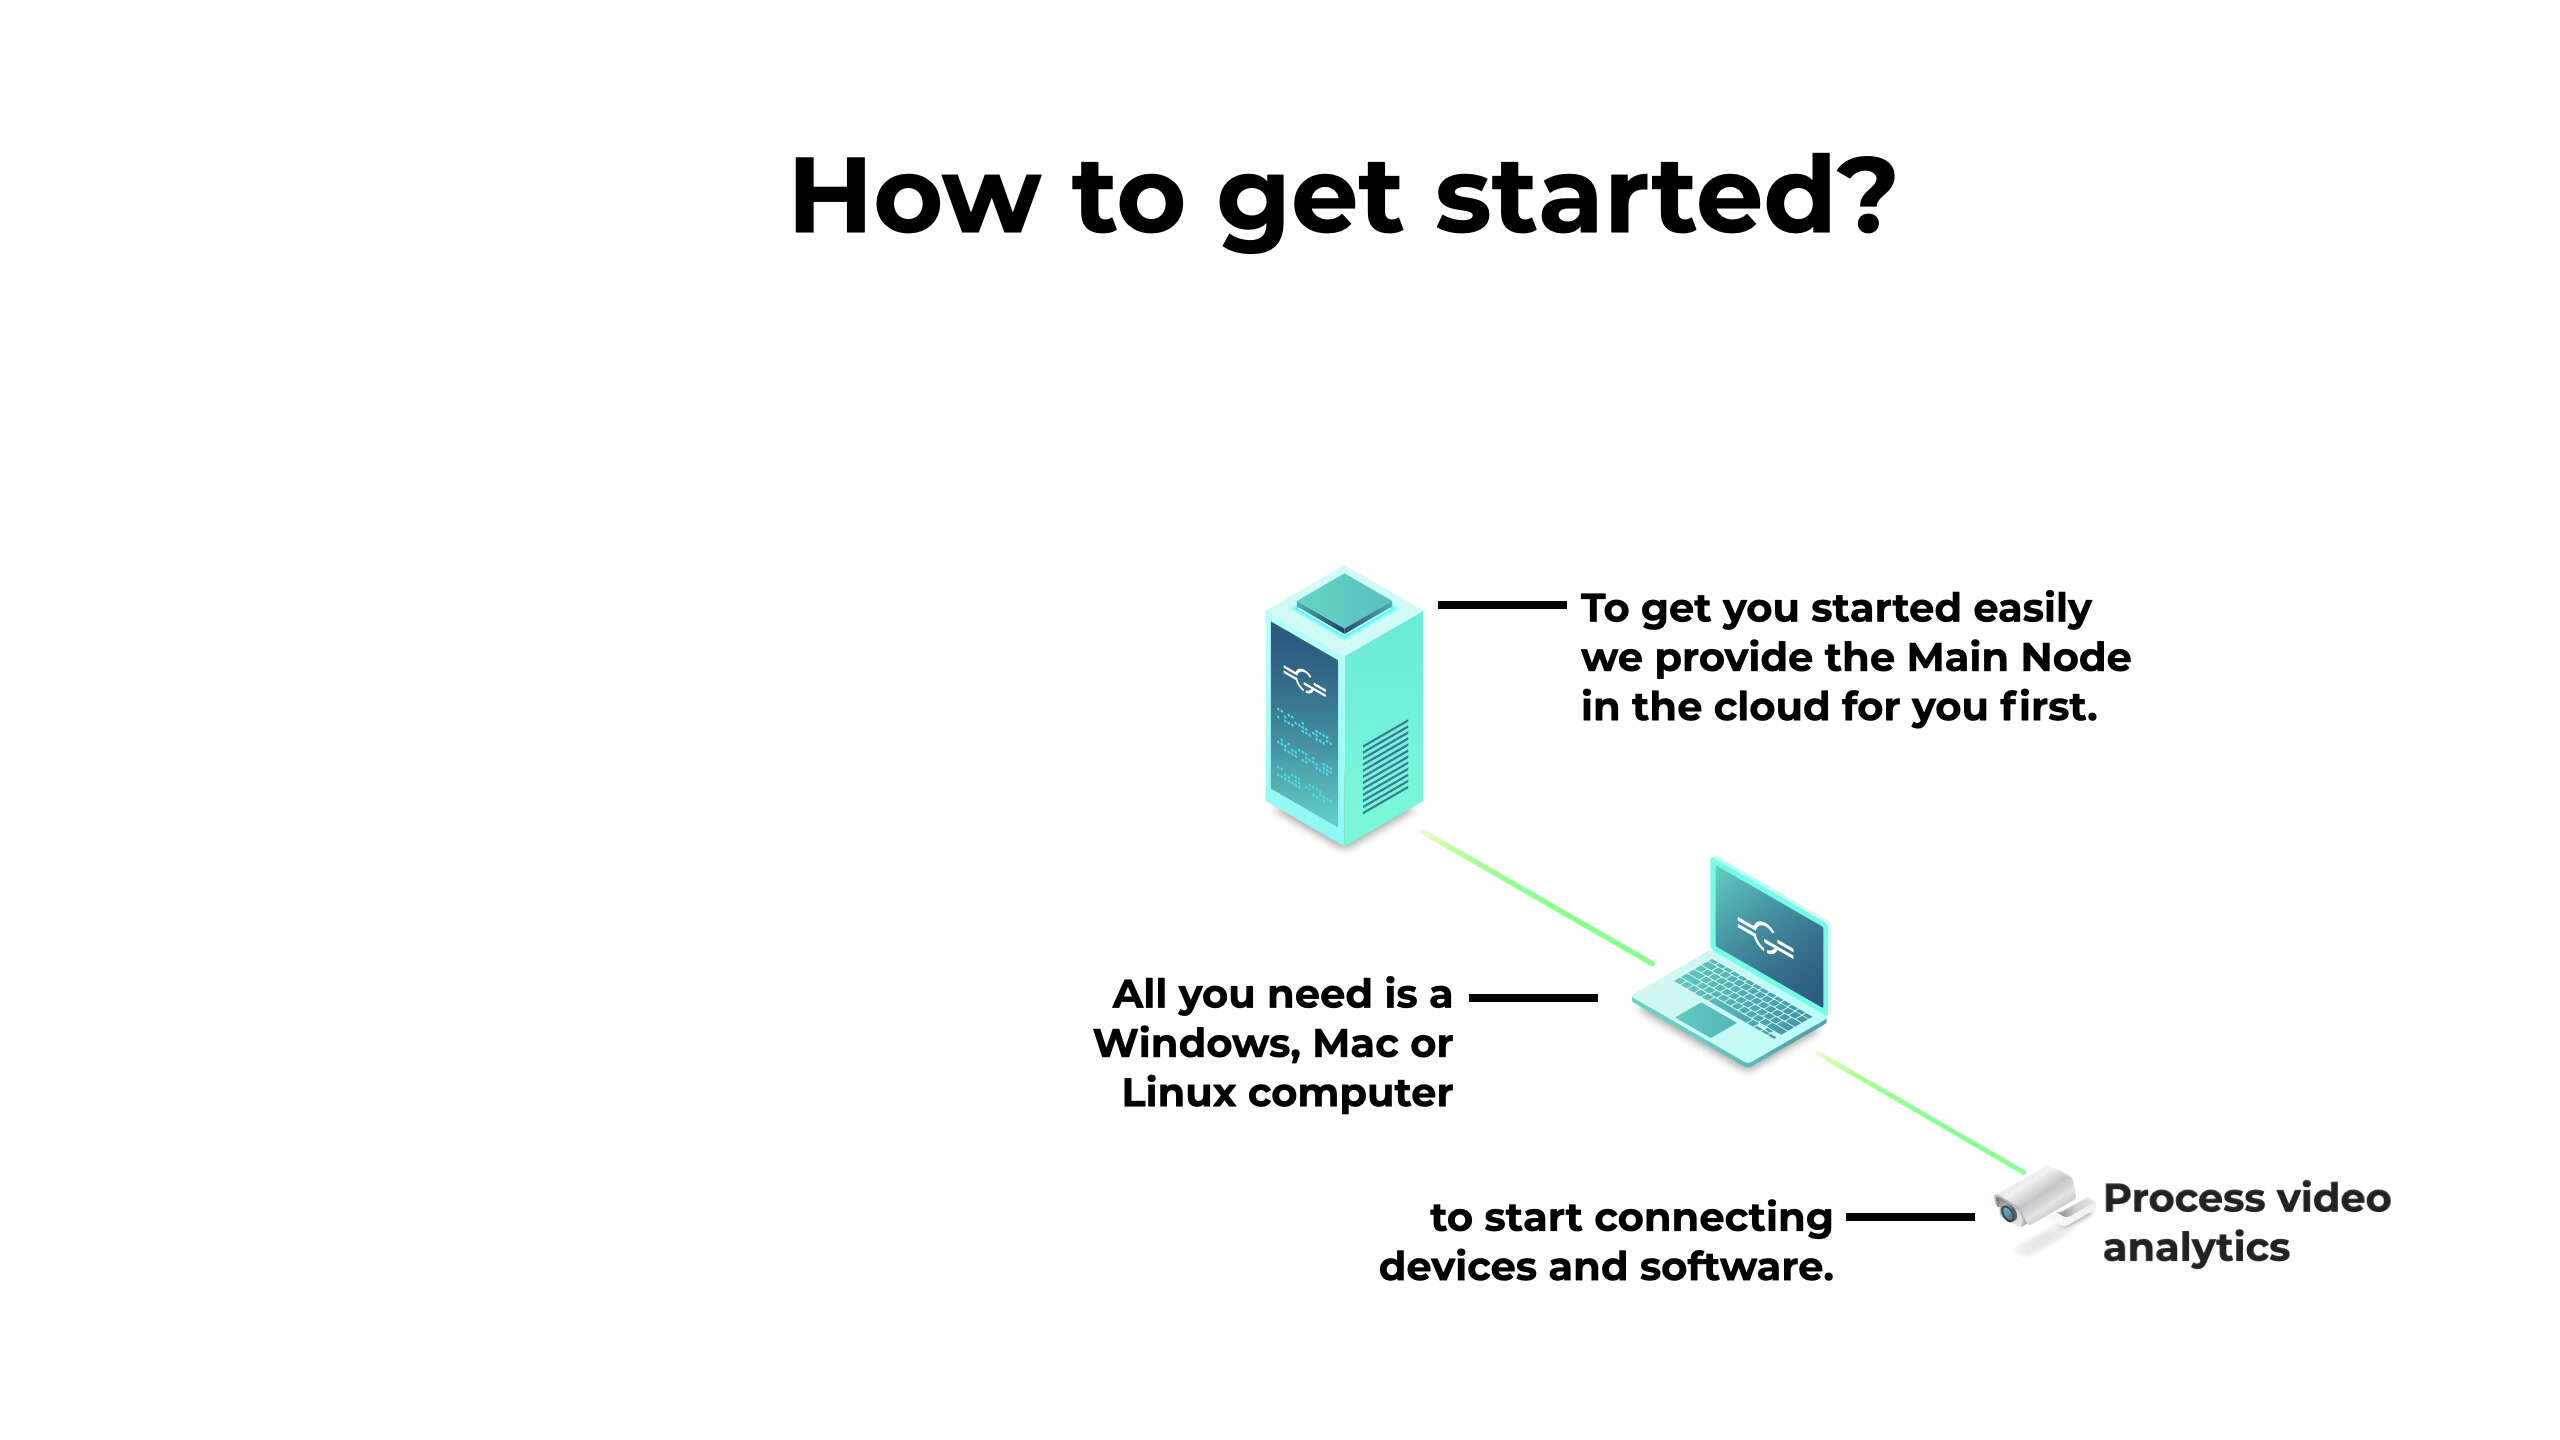 How to get started?
To get you started easily
we provide the Main Node
in the cloud for you first.
All you need is a
Windows, Mac or
Linux computer
to start connecting
devices and software.
Process video
analytics